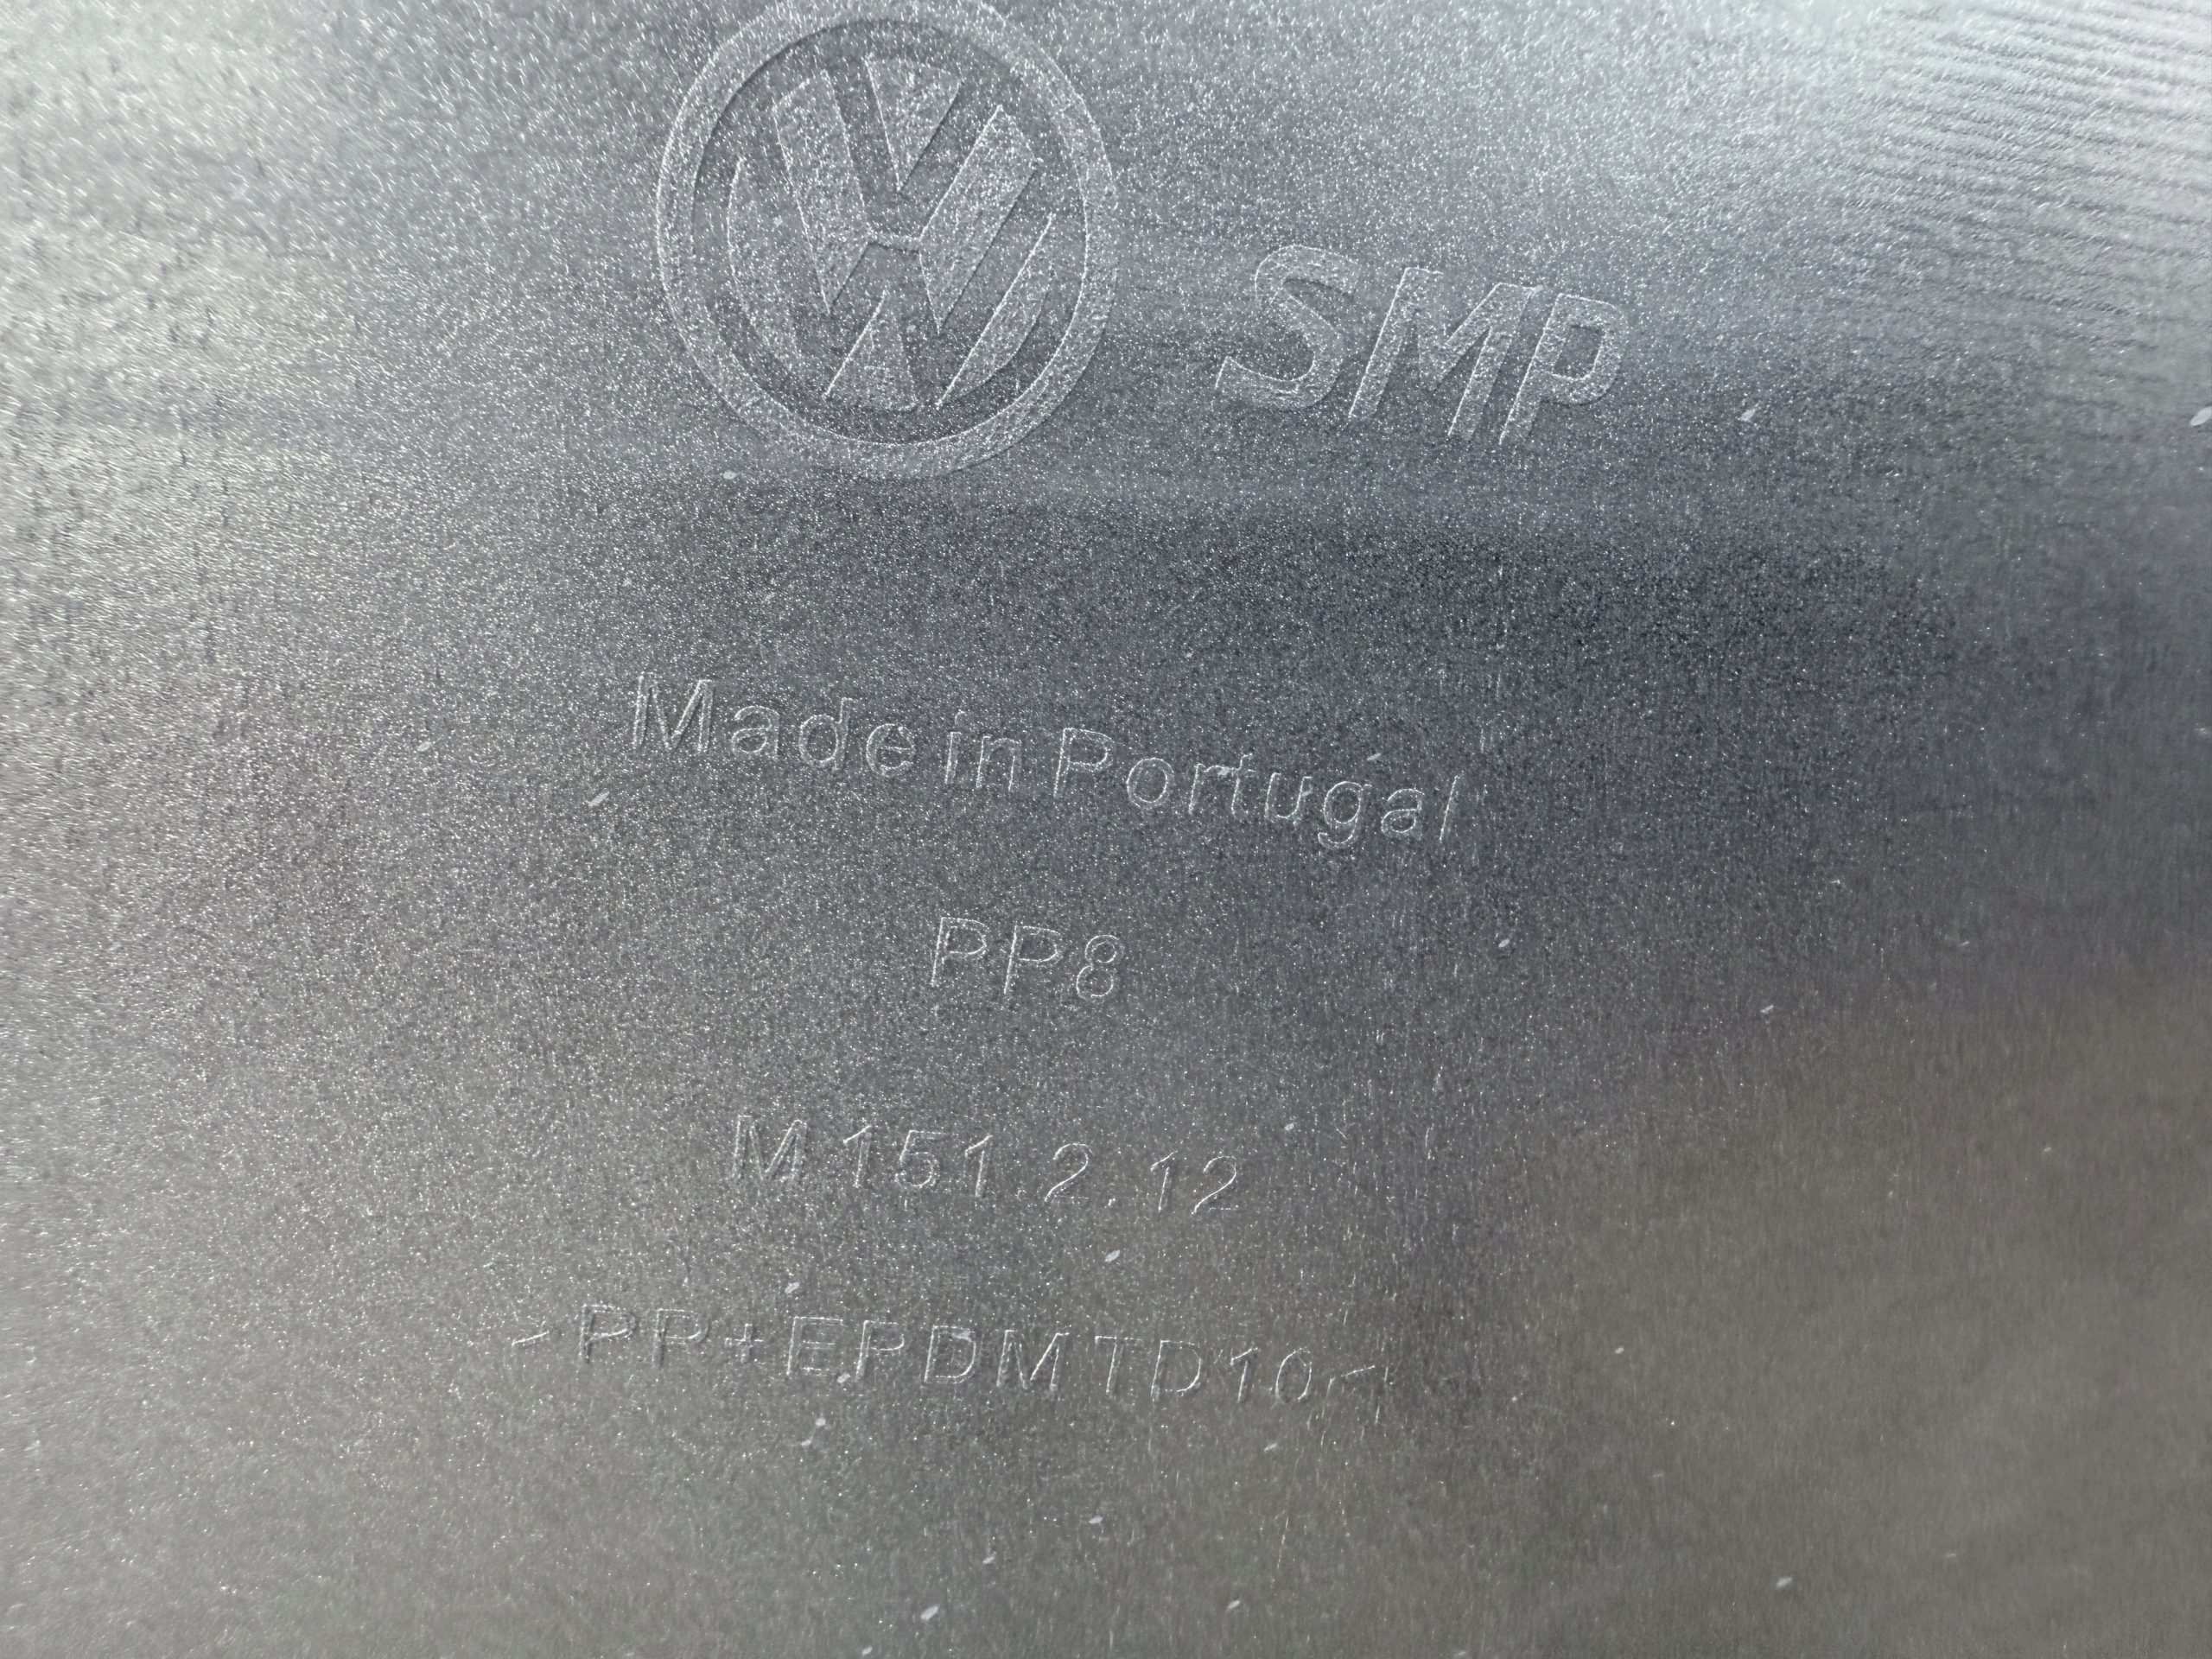 SMP
Made in Portugal
PP8
M 151.2.12
>PP+EPDM TD10<